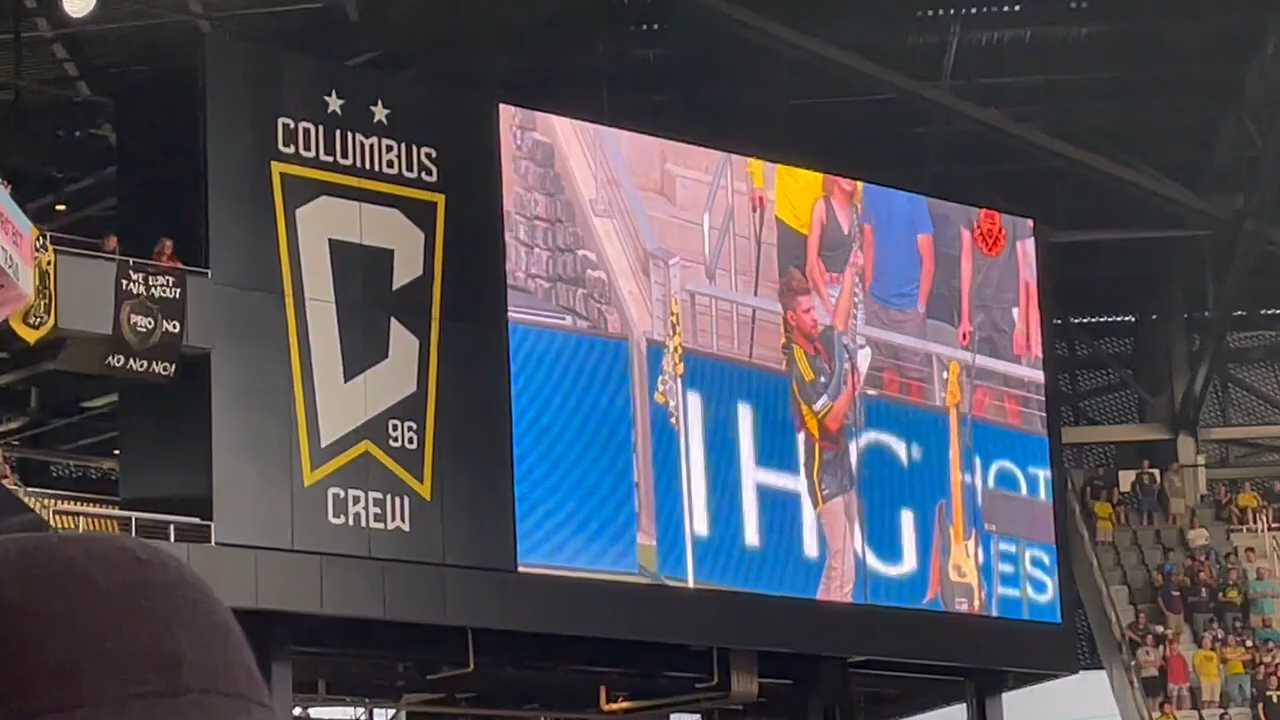 COLUMBUS
96
CREW
WE DON'T
TALK ABOUT
PRO NO
NO NO NO!
IHG HOT
ES